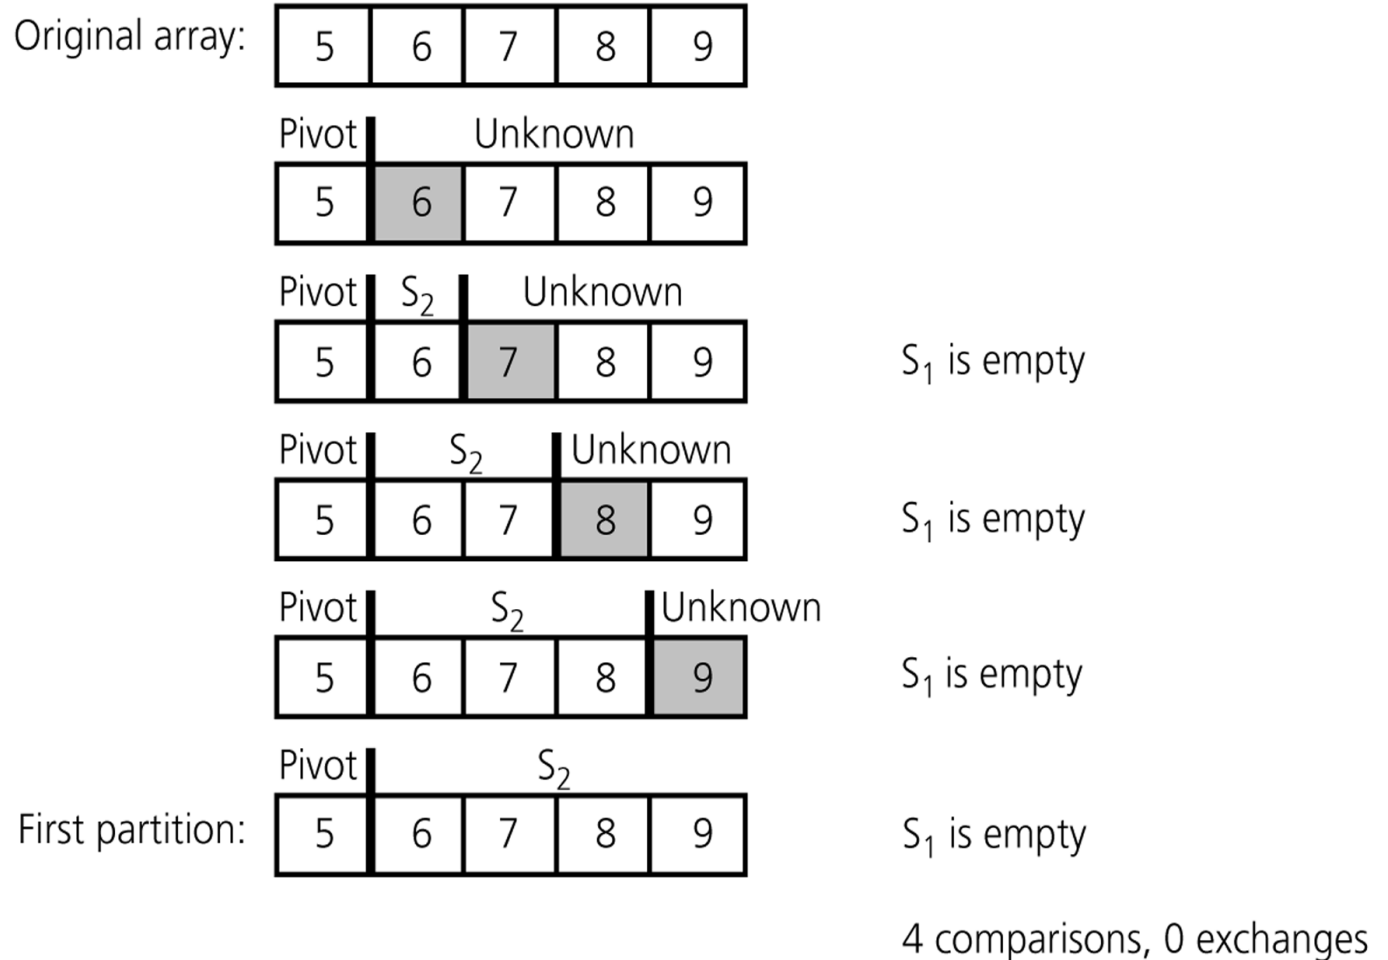 Original array: 5 6 7 8 9
Pivot Unknown
5 6 7 8 9
Pivot S₂ Unknown
5 6 7 8 9 S₁ is empty
Pivot S₂ Unknown
5 6 7 8 9 S₁ is empty
Pivot S₂ Unknown
5 6 7 8 9 S₁ is empty
Pivot S₂
First partition: 5 6 7 8 9 S₁ is empty
4 comparisons, 0 exchanges